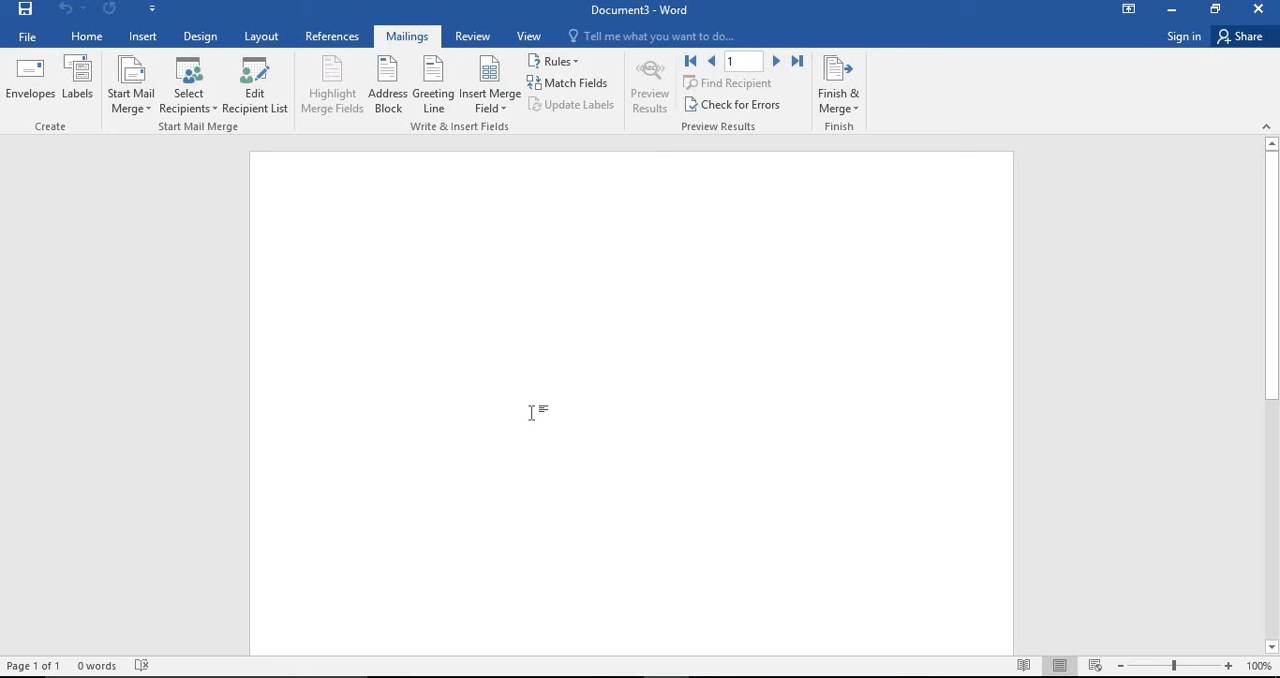 Document3 - Word
File Home Insert Design Layout References Mailings Review View Tell me what you want to do... Sign in Share
Envelopes Labels
Create
Start Mail Merge
Select Recipients
Edit Recipient List
Start Mail Merge
Highlight Merge Fields
Address Block
Greeting Line
Insert Merge Field
Rules
Match Fields
Update Labels
Write & Insert Fields
ABC
Preview Results
1
Find Recipient
Check for Errors
Preview Results
Finish & Merge
Finish
Page 1 of 1 0 words 100%